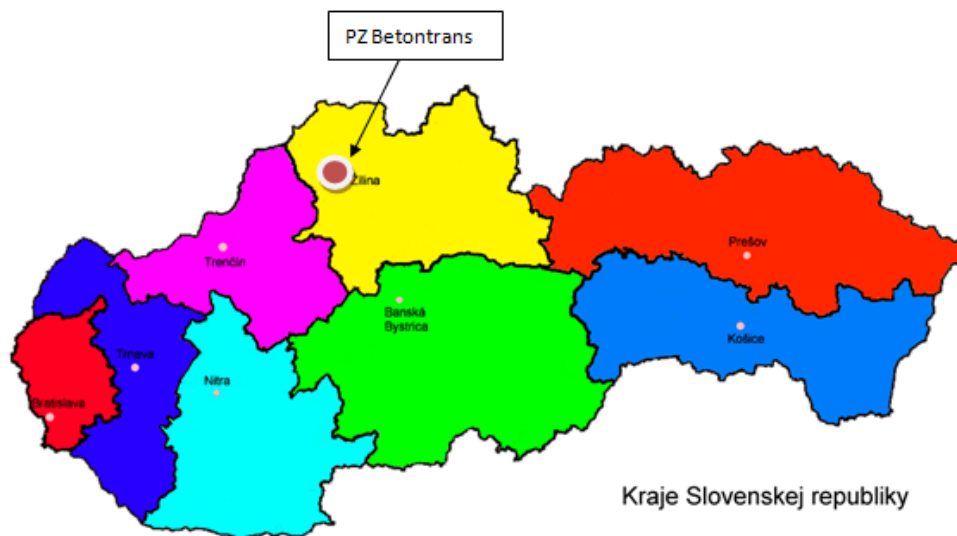 PZ Betontrans
Žilina
Prešov
Trenčín
Banská
Bystrica
Košice
Trnava
Nitra
Bratislava
Kraje Slovenskej republiky